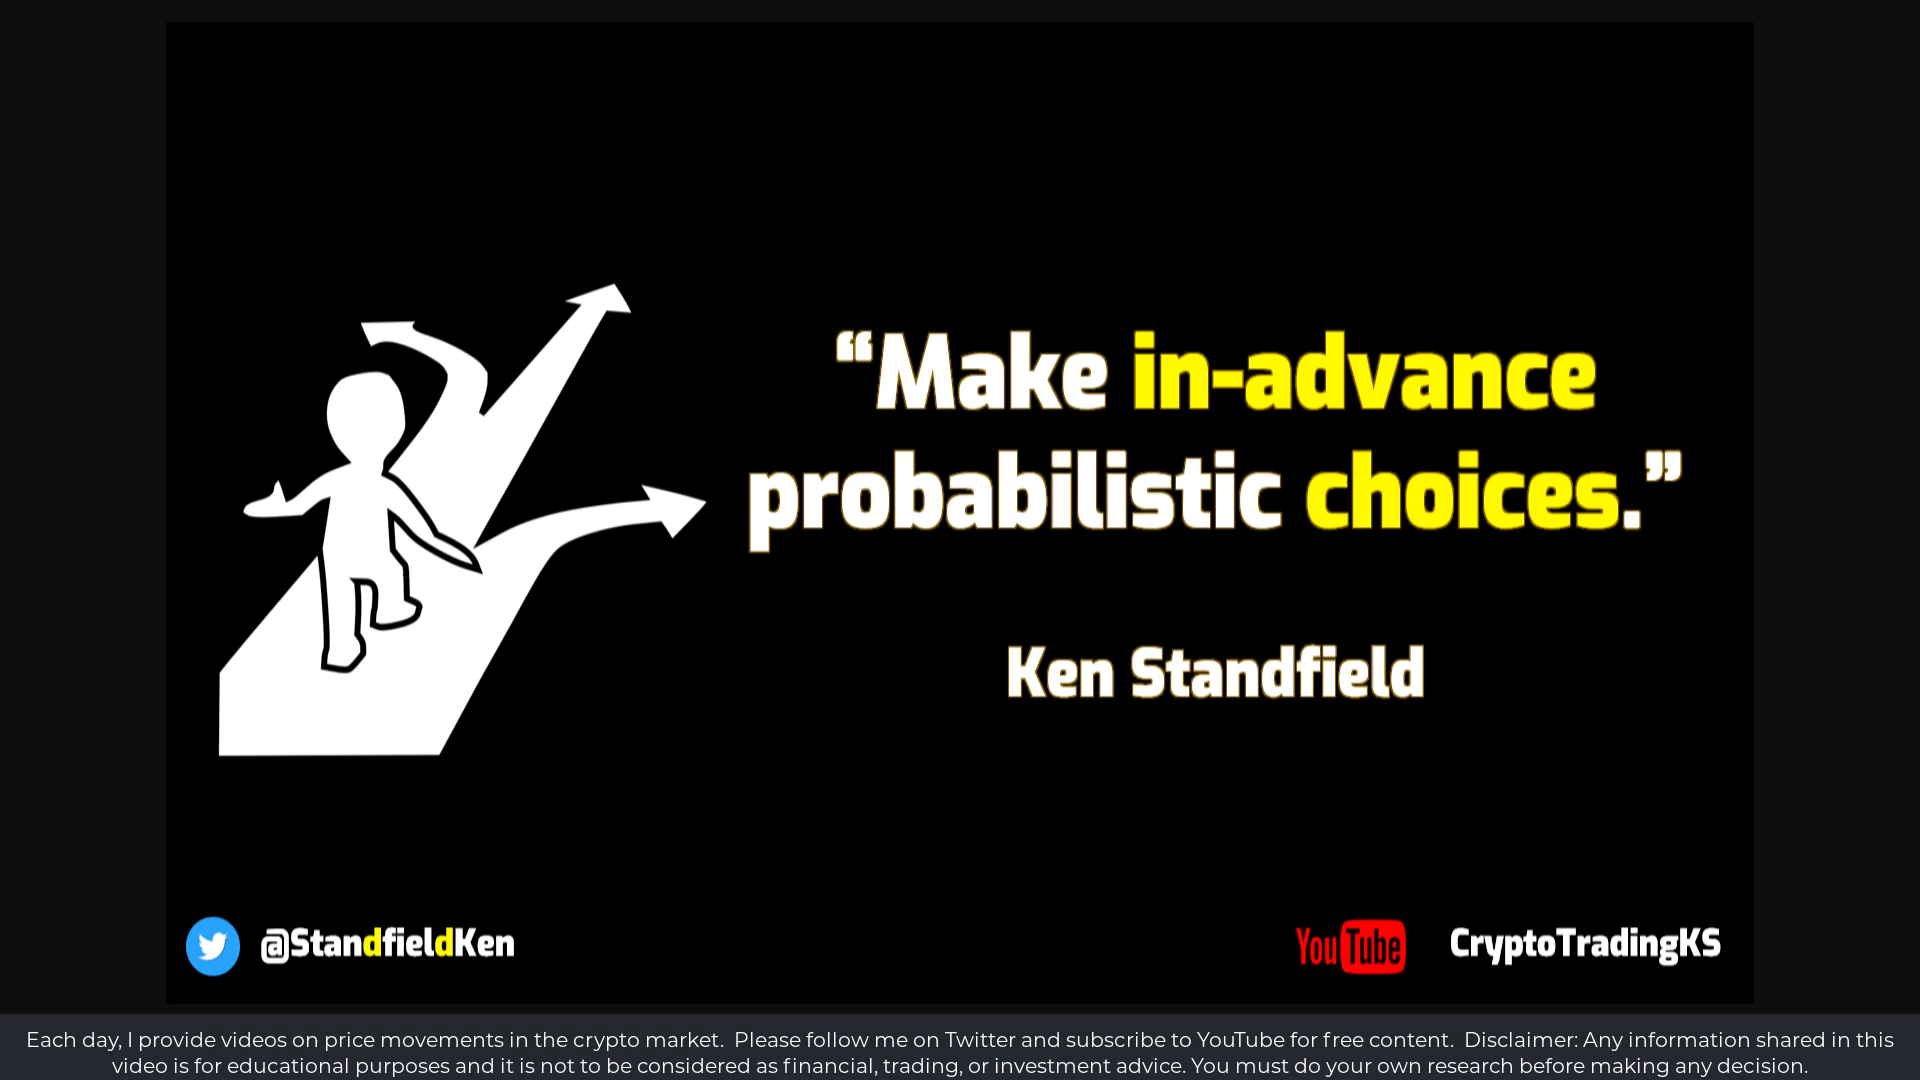 “Make in-advance
probabilistic choices.”
Ken Standfield
@StandfieldKen
YouTube CryptoTradingKS
Each day, I provide videos on price movements in the crypto market.  Please follow me on Twitter and subscribe to YouTube for free content.  Disclaimer: Any information shared in this
video is for educational purposes and it is not to be considered as financial, trading, or investment advice. You must do your own research before making any decision.